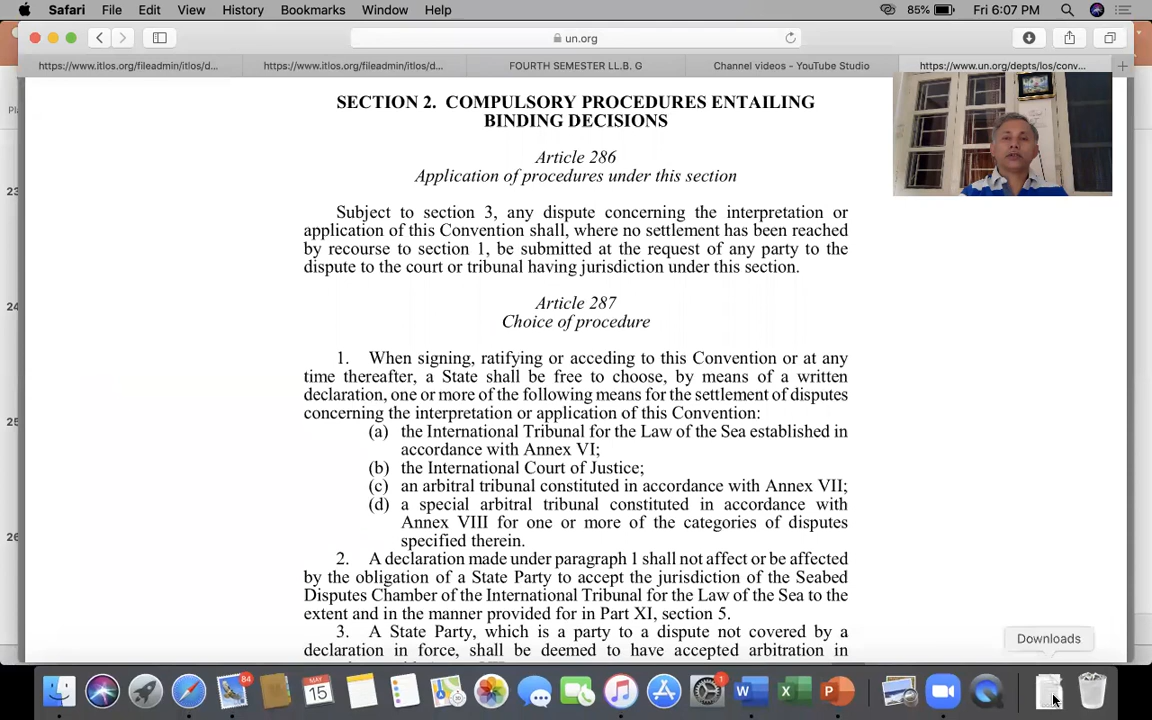 Safari File Edit View History Bookmarks Window Help 85% Fri 6:07 PM
un.org
https://www.itlos.org/fileadmin/itlos/d... https://www.itlos.org/fileadmin/itlos/d... FOURTH SEMESTER LL.B. G Channel videos - YouTube Studio https://www.un.org/depts/los/conv...
SECTION 2. COMPULSORY PROCEDURES ENTAILING
BINDING DECISIONS
Article 286
Application of procedures under this section
Subject to section 3, any dispute concerning the interpretation or
application of this Convention shall, where no settlement has been reached
by recourse to section 1, be submitted at the request of any party to the
dispute to the court or tribunal having jurisdiction under this section.
Article 287
Choice of procedure
1. When signing, ratifying or acceding to this Convention or at any
time thereafter, a State shall be free to choose, by means of a written
declaration, one or more of the following means for the settlement of disputes
concerning the interpretation or application of this Convention:
(a) the International Tribunal for the Law of the Sea established in
accordance with Annex VI;
(b) the International Court of Justice;
(c) an arbitral tribunal constituted in accordance with Annex VII;
(d) a special arbitral tribunal constituted in accordance with
Annex VIII for one or more of the categories of disputes
specified therein.
2. A declaration made under paragraph 1 shall not affect or be affected
by the obligation of a State Party to accept the jurisdiction of the Seabed
Disputes Chamber of the International Tribunal for the Law of the Sea to the
extent and in the manner provided for in Part XI, section 5.
3. A State Party, which is a party to a dispute not covered by a
declaration in force, shall be deemed to have accepted arbitration in
23
24
25
26
Downloads
84
MAY
15
1